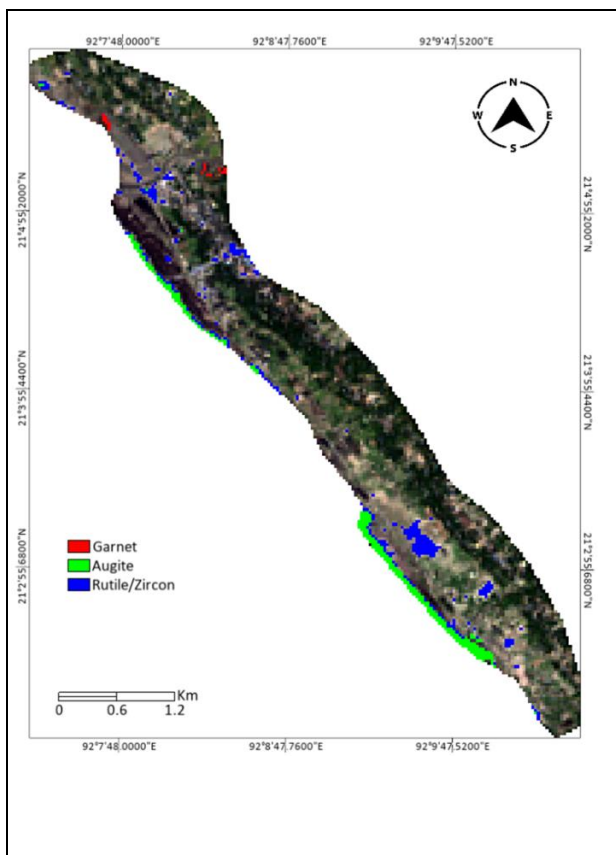 92°7'48.0000"E 92°8'47.7600"E 92°9'47.5200"E
N
W E
S
21°4'55.2000"N 21°4'55.2000"N
21°3'55.4400"N 21°3'55.4400"N
21°2'55.6800"N 21°2'55.6800"N
Garnet
Augite
Rutile/Zircon
Km
0 0.6 1.2
92°7'48.0000"E 92°8'47.7600"E 92°9'47.5200"E